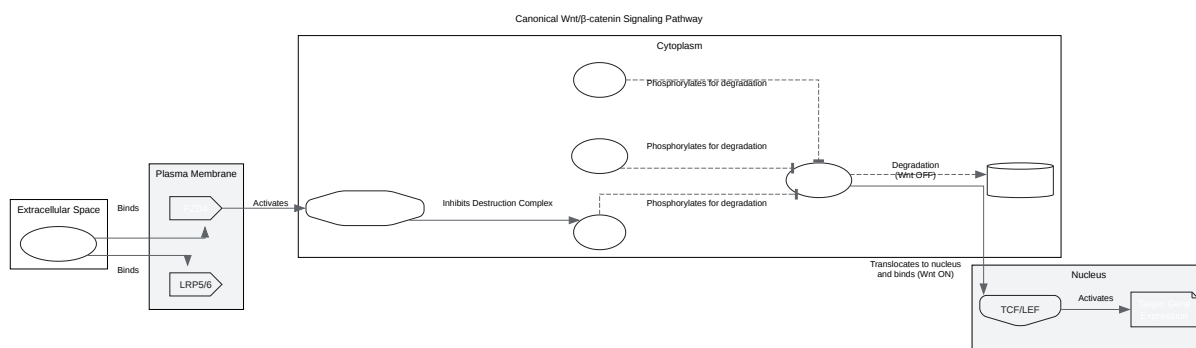 Canonical Wnt/β-catenin Signaling Pathway
Cytoplasm
Phosphorylates for degradation
Phosphorylates for degradation
Plasma Membrane
Degradation
(Wnt OFF)
Extracellular Space
Binds
Activates
Inhibits Destruction Complex
Phosphorylates for degradation
Binds
LRP5/6
Translocates to nucleus
and binds (Wnt ON)
Nucleus
TCF/LEF
Activates
Expression